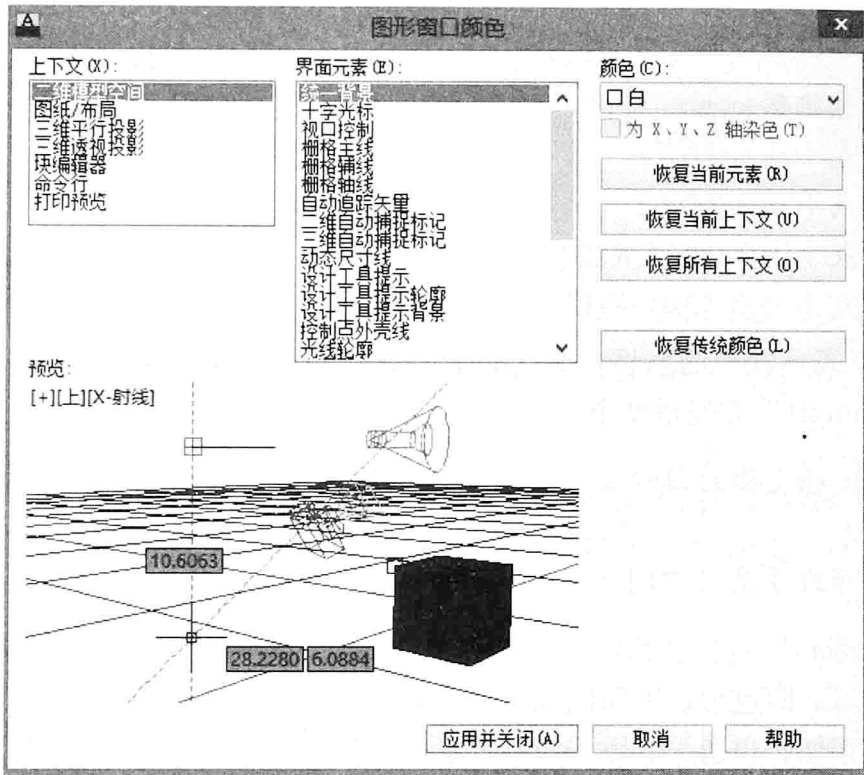 A
图形窗口颜色
上下文(X):
二维模型空间
图纸/布局
三维平行投影
三维透视投影
块编辑器
命令行
打印预览
界面元素(E):
统一背景
十字光标
视口控制
栅格主线
栅格辅线
栅格轴线
自动追踪矢量
二维自动捕捉标记
三维自动捕捉标记
动态尺寸线
设计工具提示
设计工具提示轮廓
设计工具提示背景
控制点外壳线
光线轮廓
颜色(C):
白
为 X、Y、Z 轴染色(T)
恢复当前元素(R)
恢复当前上下文(U)
恢复所有上下文(O)
恢复传统颜色(L)
预览:
[+][上][X-射线]
10.6063
28.2280 6.0884
应用并关闭(A)
取消
帮助